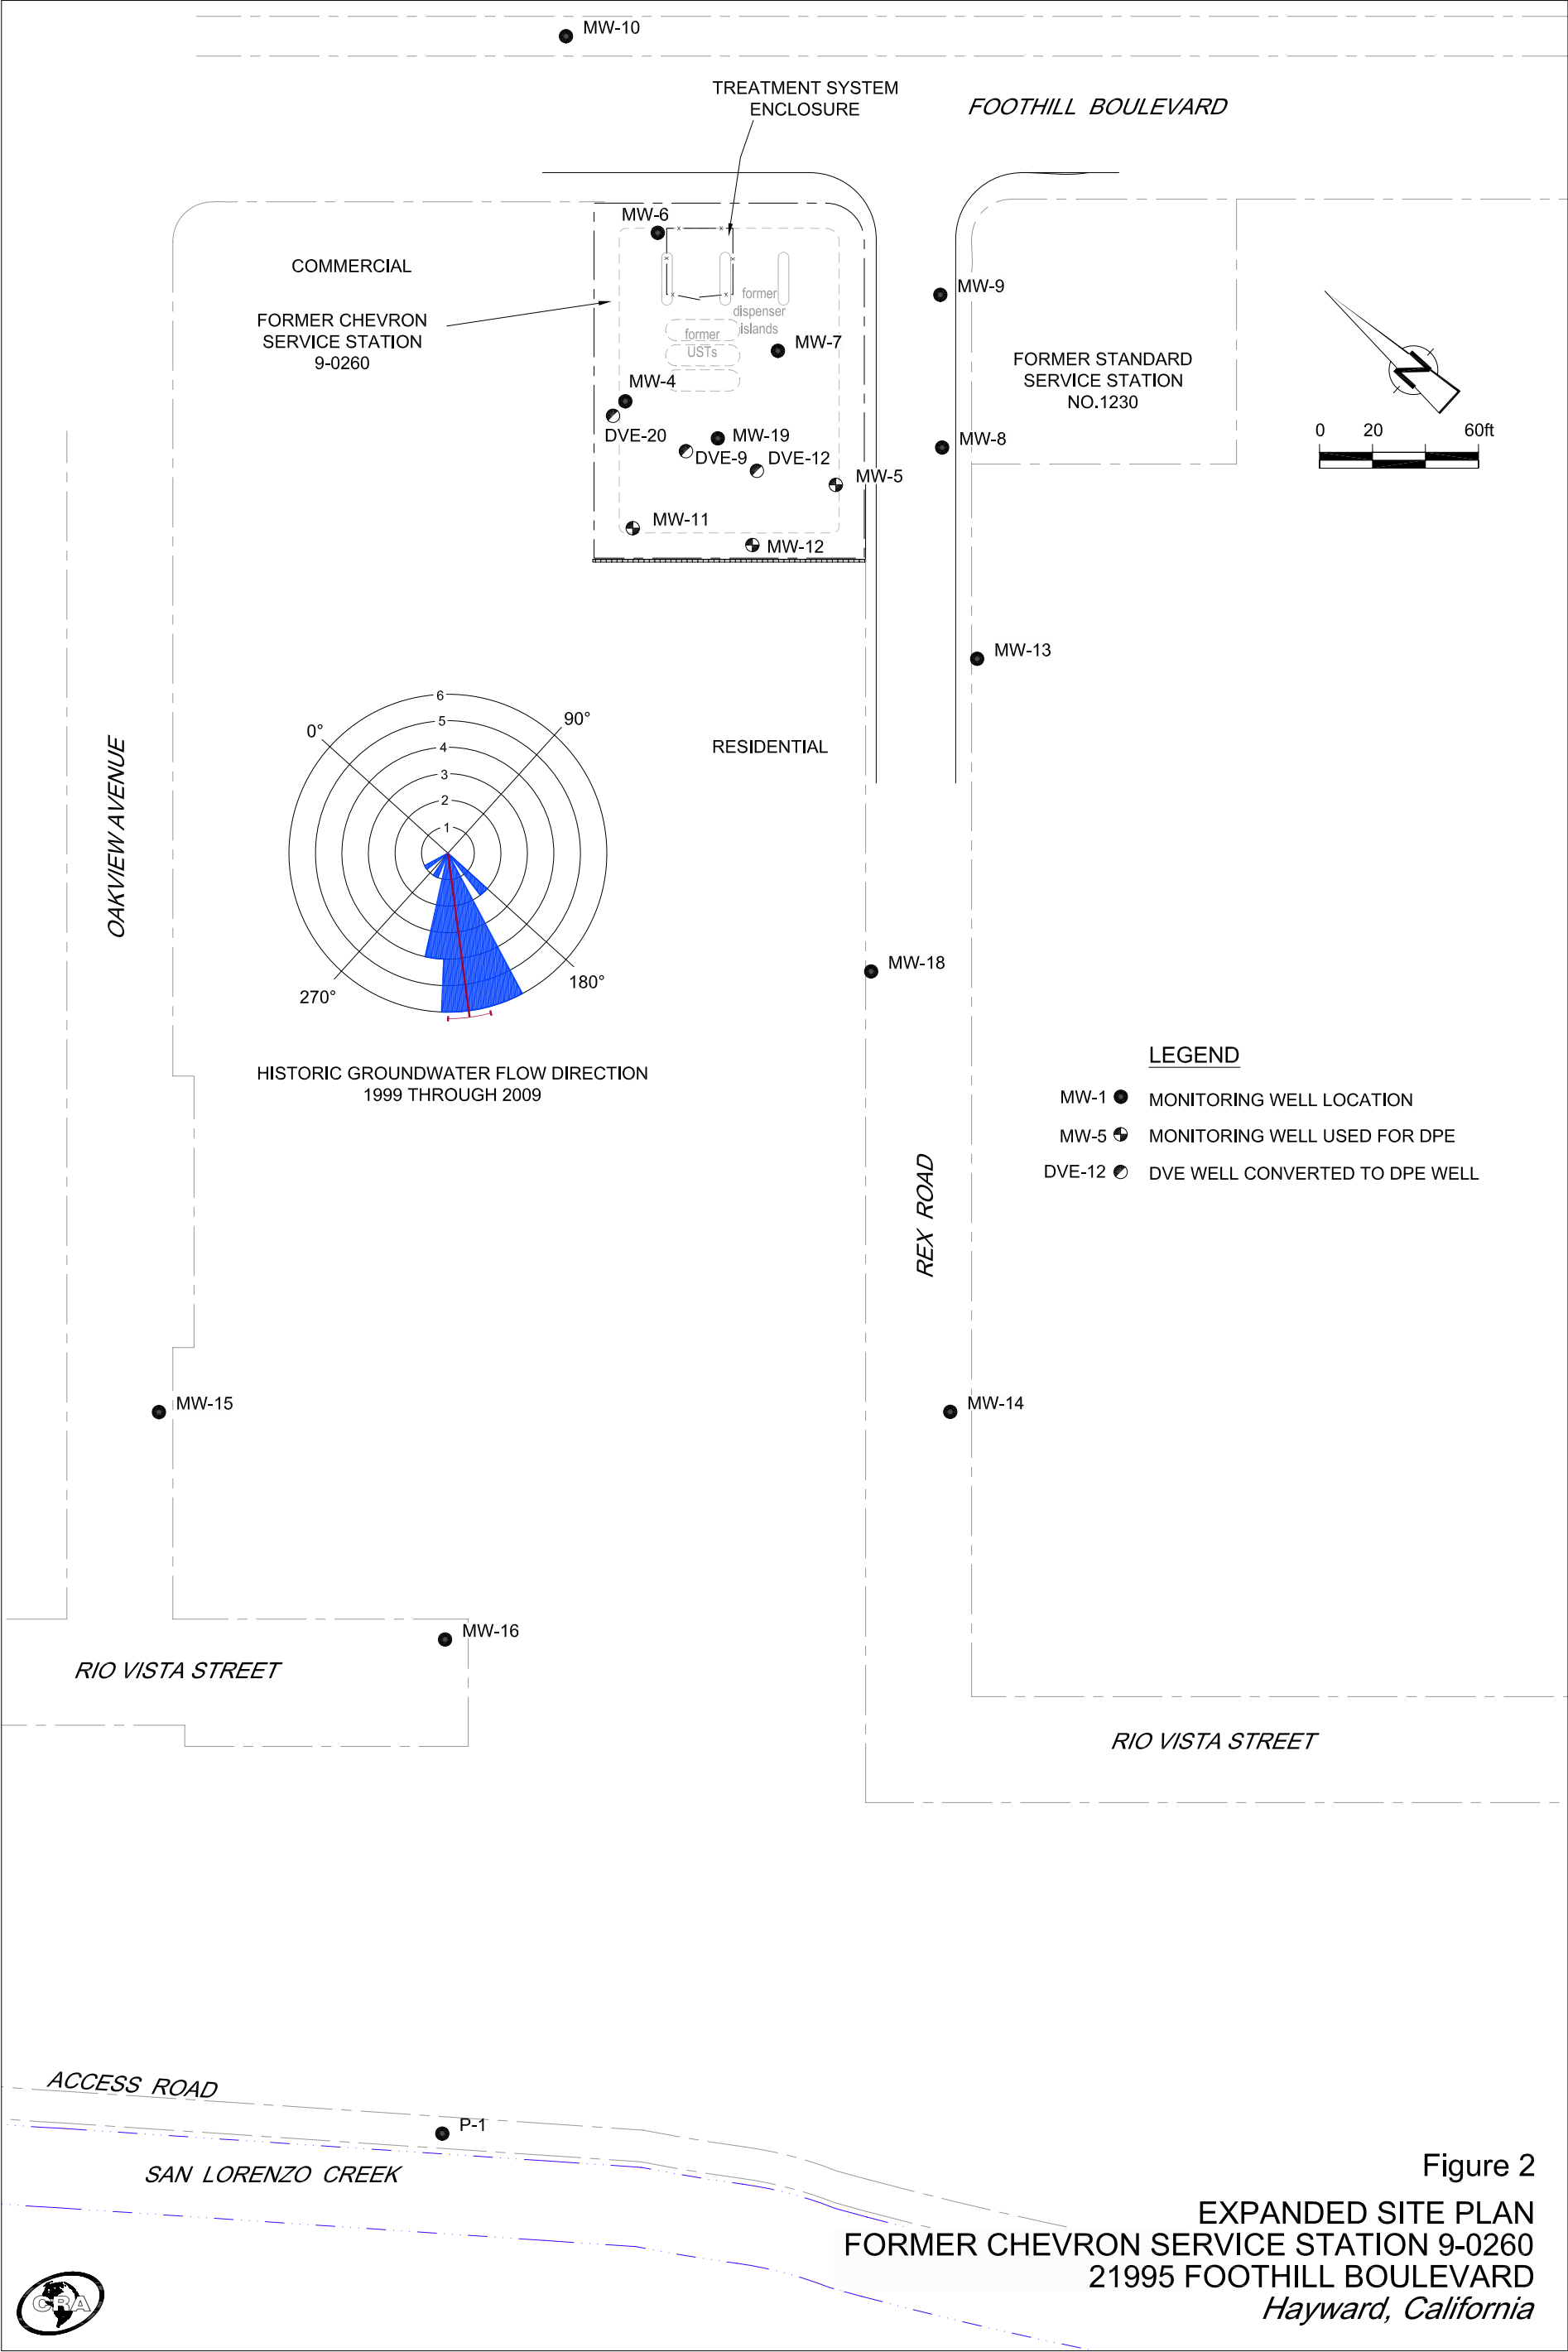 MW-10
TREATMENT SYSTEM
ENCLOSURE
FOOTHILL BOULEVARD
MW-6
COMMERCIAL
FORMER CHEVRON
SERVICE STATION
9-0260
former
dispenser
islands
former
USTs
MW-9
MW-7
FORMER STANDARD
SERVICE STATION
NO.1230
N
0 20 60ft
MW-4
DVE-20
MW-19
DVE-9
DVE-12
MW-8
MW-5
MW-11
MW-12
MW-13
RESIDENTIAL
OAKVIEW AVENUE
0°
90°
6
5
4
3
2
1
180°
270°
HISTORIC GROUNDWATER FLOW DIRECTION
1999 THROUGH 2009
MW-18
LEGEND
MW-1 MONITORING WELL LOCATION
MW-5 MONITORING WELL USED FOR DPE
DVE-12 DVE WELL CONVERTED TO DPE WELL
REX ROAD
MW-15
MW-14
MW-16
RIO VISTA STREET
RIO VISTA STREET
ACCESS ROAD
P-1
SAN LORENZO CREEK
Figure 2
EXPANDED SITE PLAN
FORMER CHEVRON SERVICE STATION 9-0260
21995 FOOTHILL BOULEVARD
Hayward, California
CRA